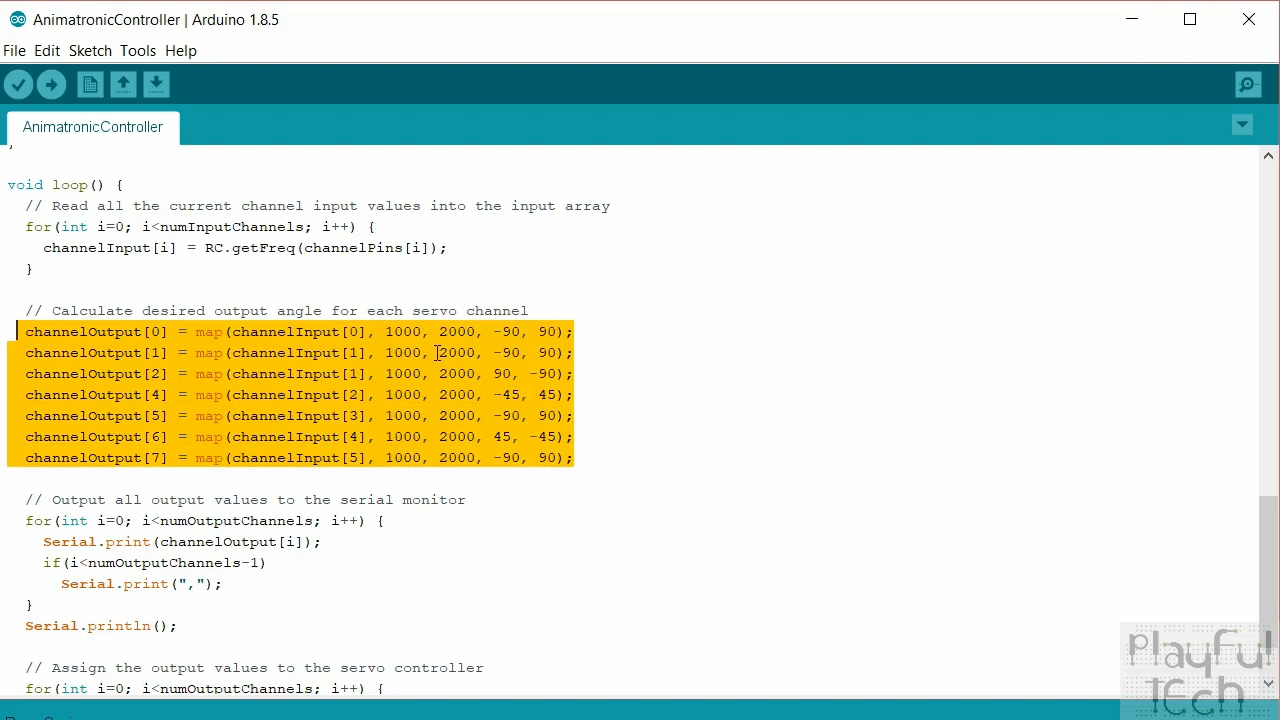 AnimatronicController | Arduino 1.8.5
File Edit Sketch Tools Help
AnimatronicController
}
void loop() {
// Read all the current channel input values into the input array
for(int i=0; i<numInputChannels; i++) {
channelInput[i] = RC.getFreq(channelPins[i]);
}
// Calculate desired output angle for each servo channel
channelOutput[0] = map(channelInput[0], 1000, 2000, -90, 90);
channelOutput[1] = map(channelInput[1], 1000, 2000, -90, 90);
channelOutput[2] = map(channelInput[1], 1000, 2000, 90, -90);
channelOutput[4] = map(channelInput[2], 1000, 2000, -45, 45);
channelOutput[5] = map(channelInput[3], 1000, 2000, -90, 90);
channelOutput[6] = map(channelInput[4], 1000, 2000, 45, -45);
channelOutput[7] = map(channelInput[5], 1000, 2000, -90, 90);
// Output all output values to the serial monitor
for(int i=0; i<numOutputChannels; i++) {
Serial.print(channelOutput[i]);
if(i<numOutputChannels-1)
Serial.print(",");
}
Serial.println();
// Assign the output values to the servo controller
for(int i=0; i<numOutputChannels; i++) {
playful
tech